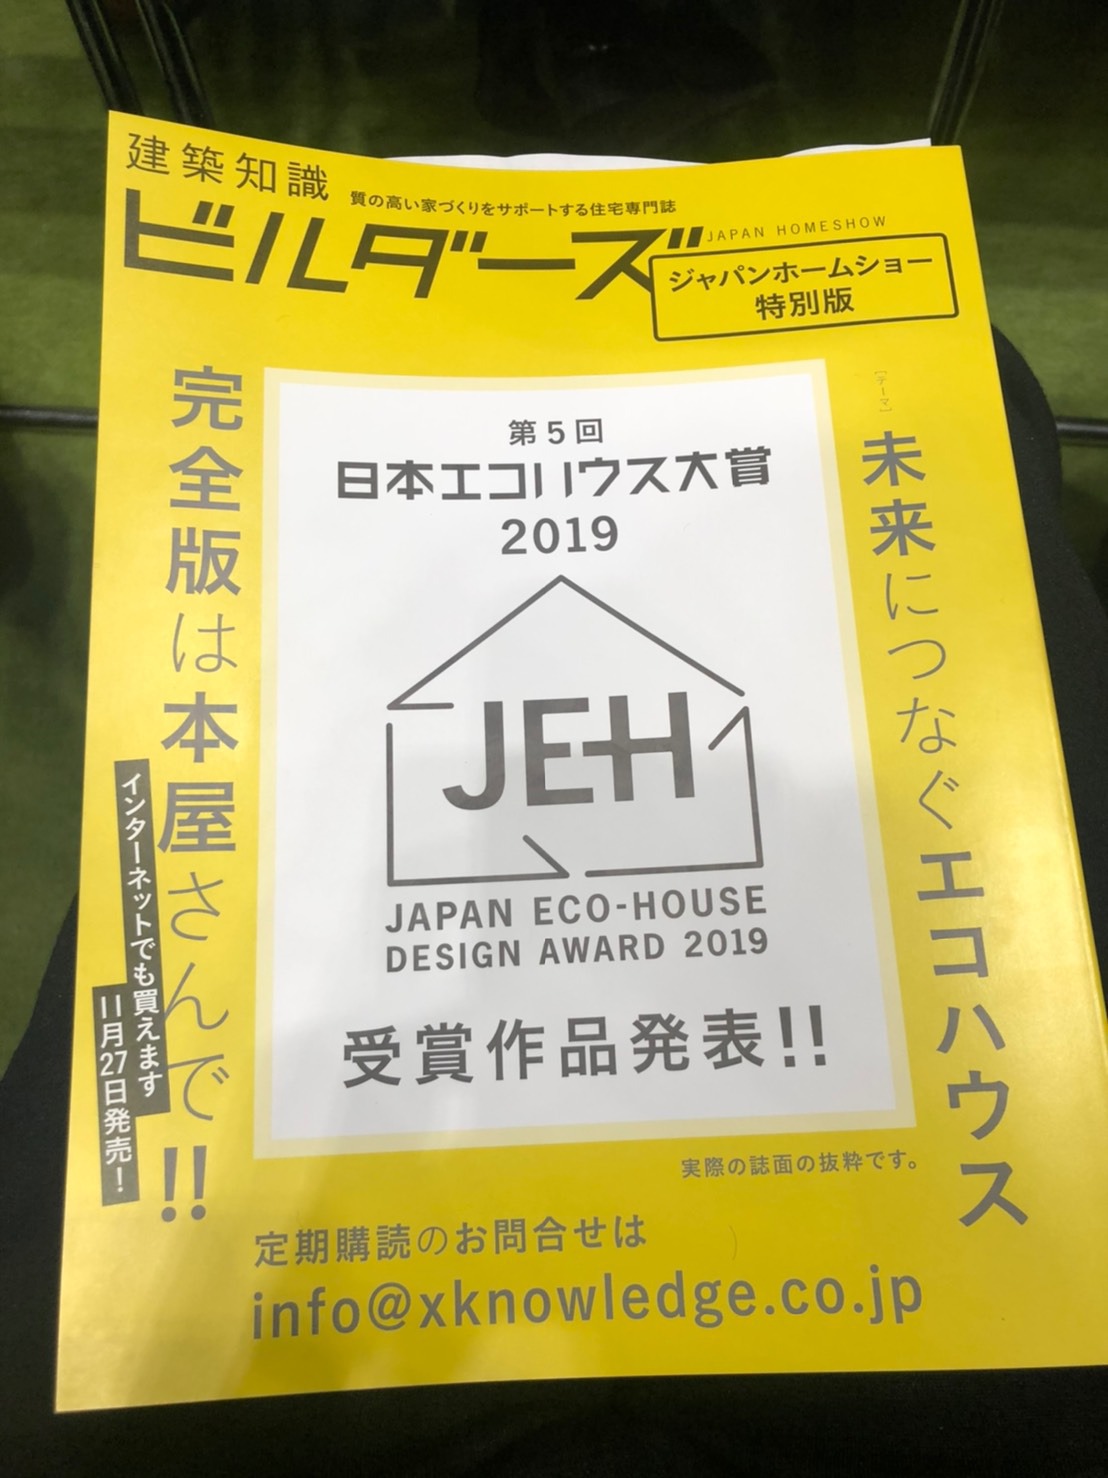 建築知識
質の高い家づくりをサポートする住宅専門誌
ビルダーズ
JAPAN HOMESHOW
ジャパンホームショー
特別版
[テーマ]
未来につなぐエコハウス
第5回
日本エコハウス大賞
2019
JEH
JAPAN ECO-HOUSE
DESIGN AWARD 2019
受賞作品発表!!
完全版は本屋さんで!!
インターネットでも買えます
11月27日発売!
実際の誌面の抜粋です。
定期購読のお問合せは
info@xknowledge.co.jp